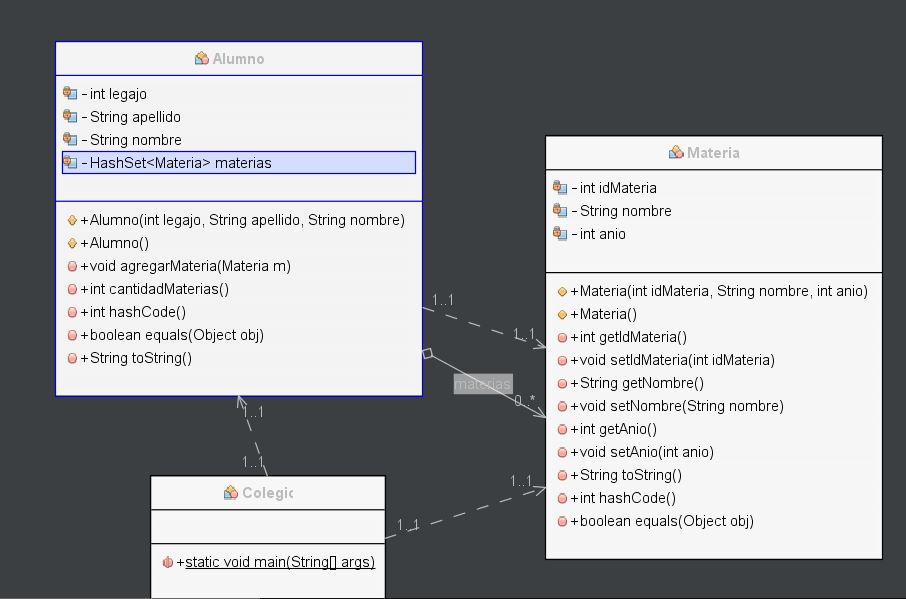 Alumno
- int legajo
- String apellido
- String nombre
- HashSet<Materia> materias
+Alumno(int legajo, String apellido, String nombre)
+Alumno()
+void agregarMateria(Materia m)
+int cantidadMaterias()
+int hashCode()
+boolean equals(Object obj)
+String toString()
Materia
- int idMateria
- String nombre
- int anio
+Materia(int idMateria, String nombre, int anio)
+Materia()
+int getIdMateria()
+void setIdMateria(int idMateria)
+String getNombre()
+void setNombre(String nombre)
+int getAnio()
+void setAnio(int anio)
+String toString()
+int hashCode()
+boolean equals(Object obj)
1..1
1..1
materias
0..*
1..1
1..1
1..1
1..1
Colegio
+static void main(String[] args)